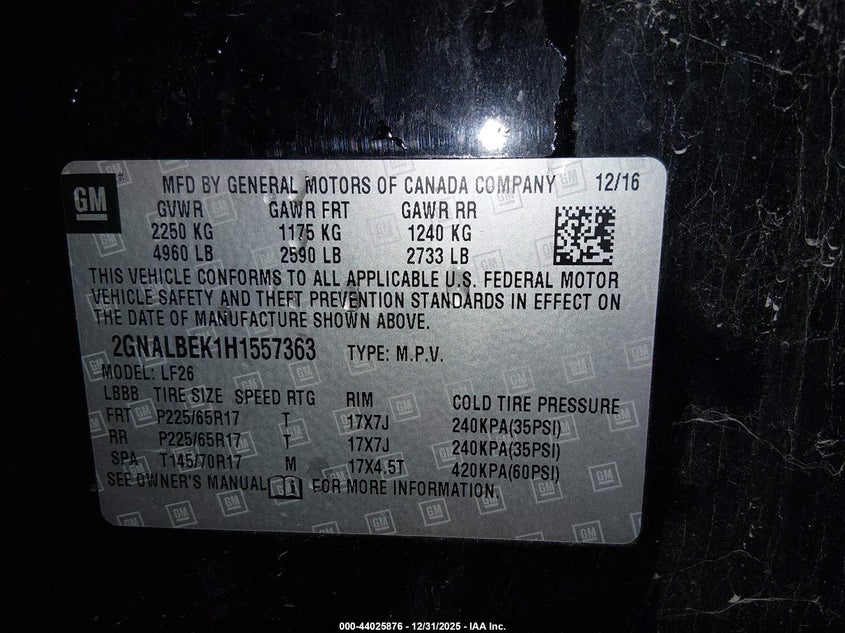 GM
MFD BY GENERAL MOTORS OF CANADA COMPANY 12/16
GVWR GAWR FRT GAWR RR
2250 KG 1175 KG 1240 KG
4960 LB 2590 LB 2733 LB
THIS VEHICLE CONFORMS TO ALL APPLICABLE U.S. FEDERAL MOTOR
VEHICLE SAFETY AND THEFT PREVENTION STANDARDS IN EFFECT ON
THE DATE OF MANUFACTURE SHOWN ABOVE.
2GNALBEK1H1557363 TYPE: M.P.V.
MODEL: LF26
LBBB TIRE SIZE SPEED RTG RIM COLD TIRE PRESSURE
FRT P225/65R17 T 17X7J 240KPA(35PSI)
RR P225/65R17 T 17X7J 240KPA(35PSI)
SPA T145/70R17 M 17X4.5T 420KPA(60PSI)
SEE OWNER'S MANUAL FOR MORE INFORMATION.
000-44025876 - 12/31/2025 - IAA Inc.